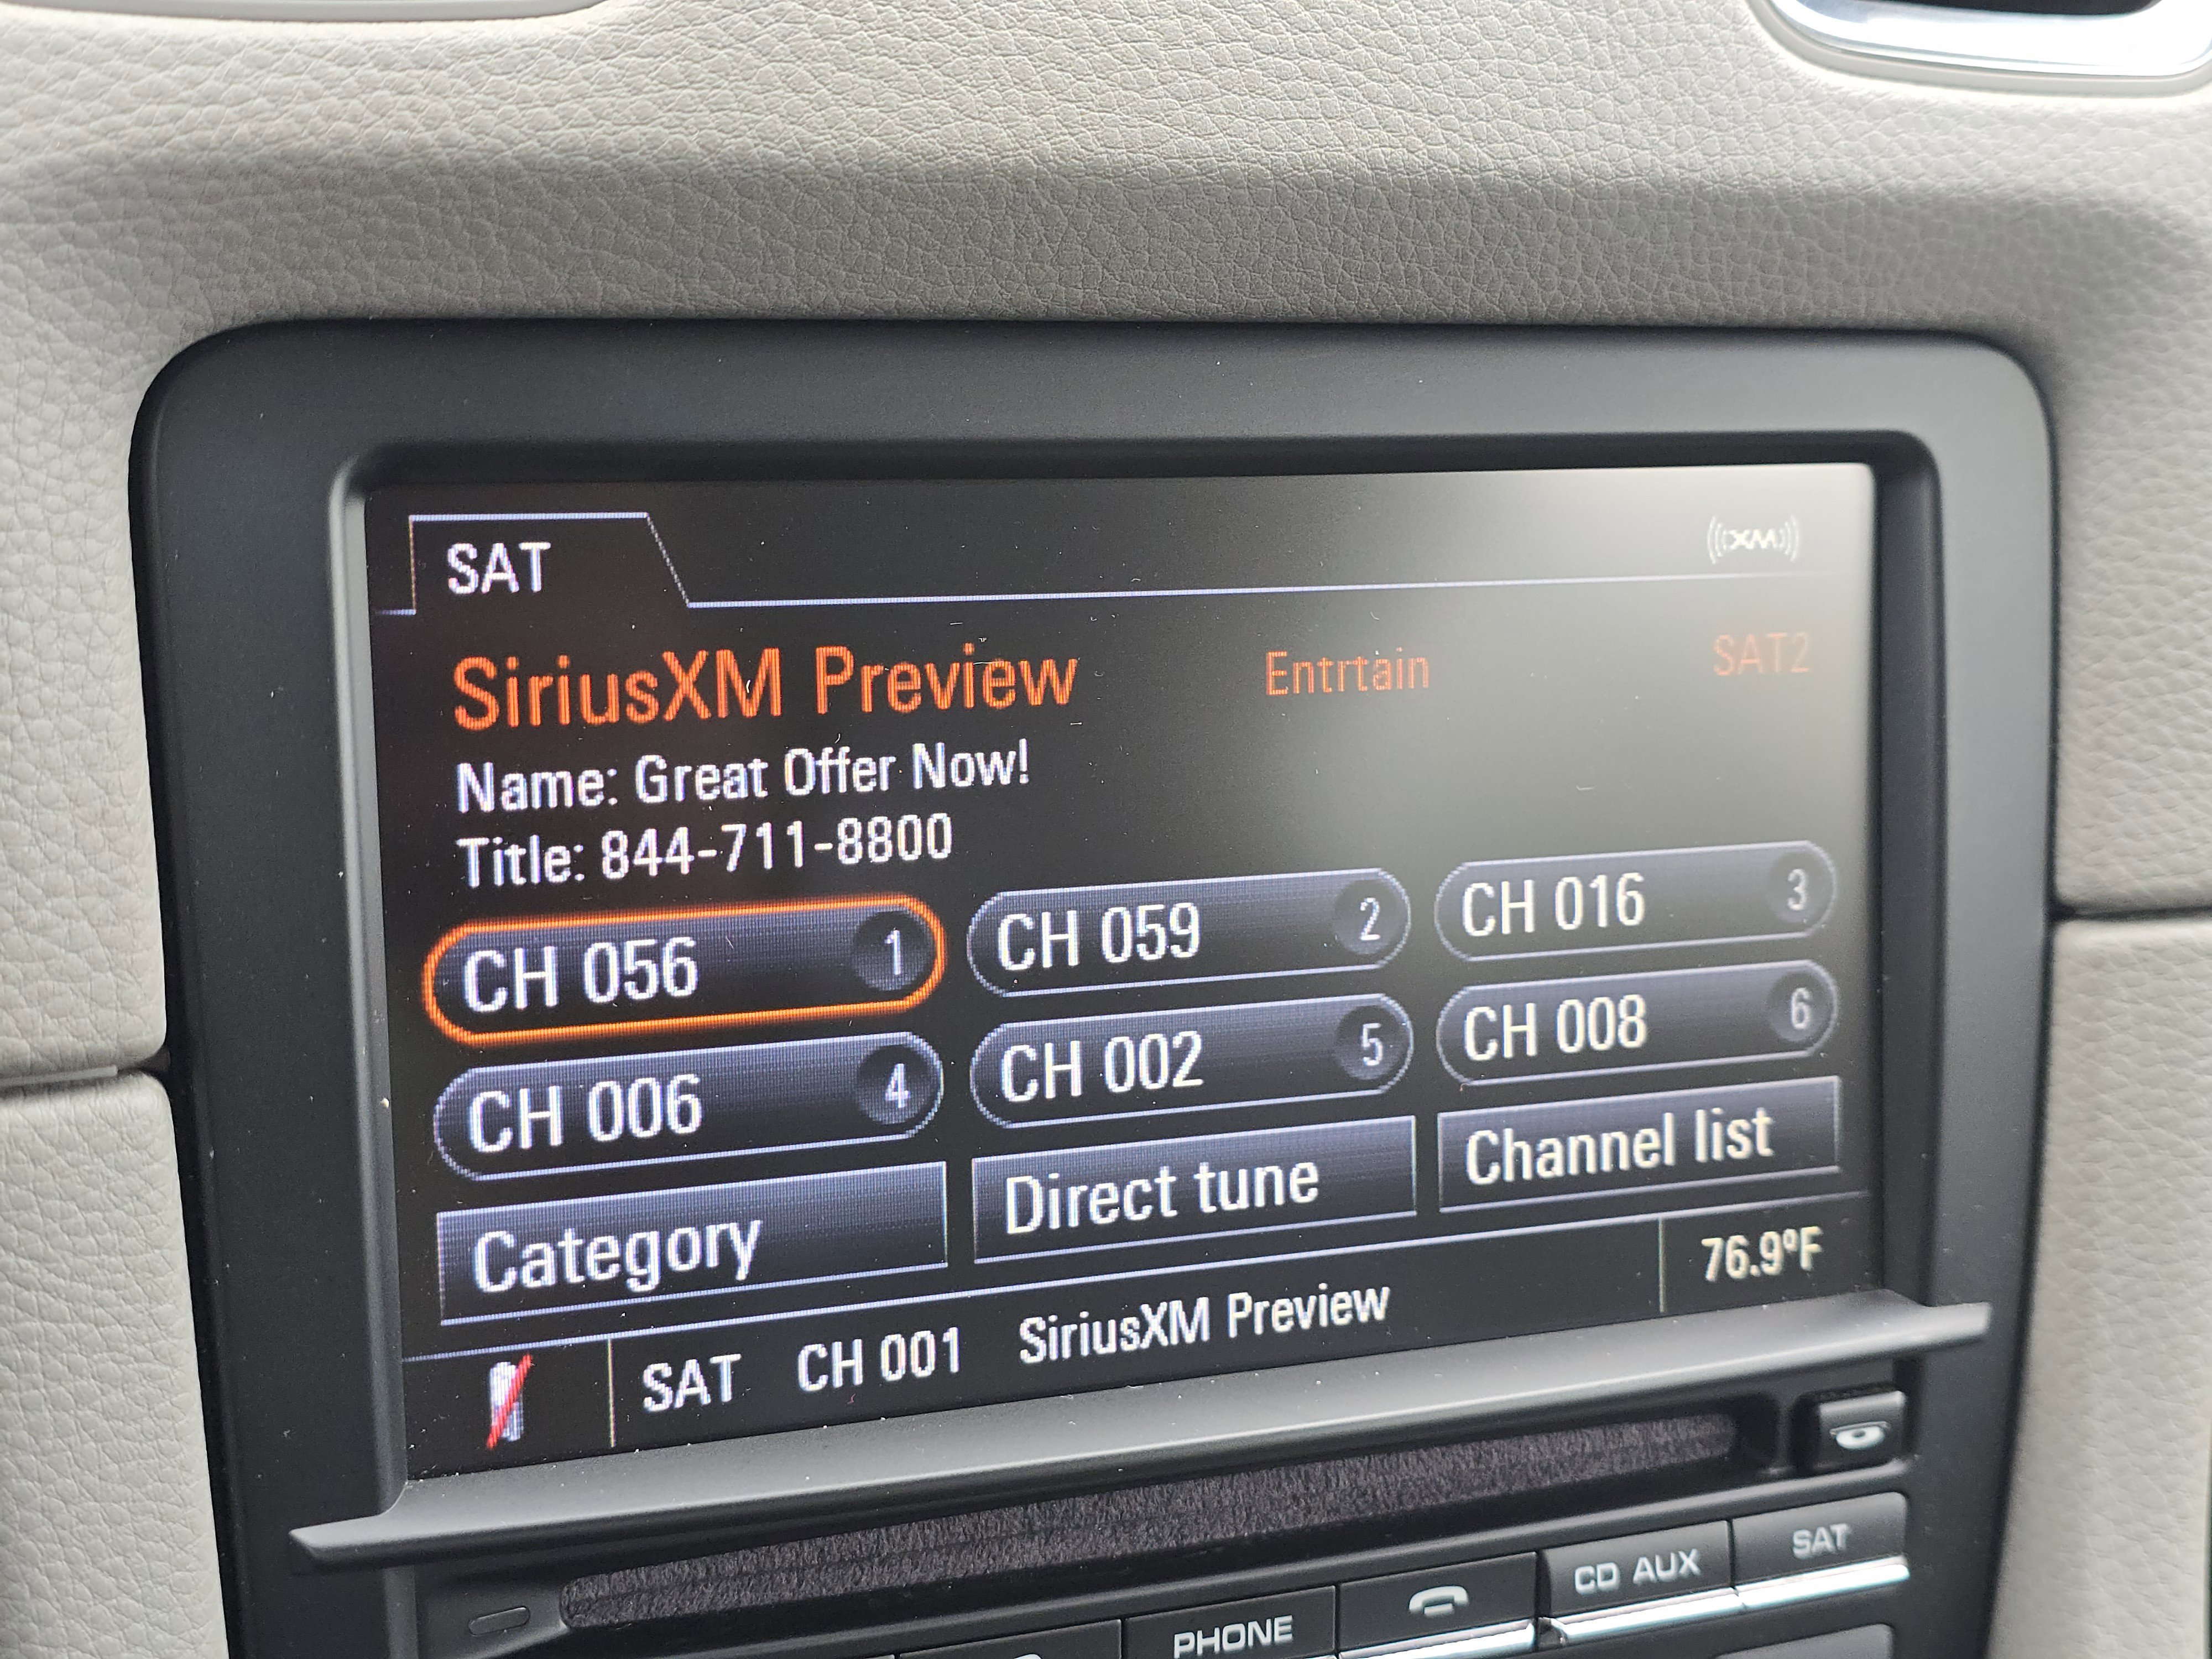 SAT
((XM))
SiriusXM Preview Entrtain SAT2
Name: Great Offer Now!
Title: 844-711-8800
CH 056 1 CH 059 2 CH 016 3
CH 006 4 CH 002 5 CH 008 6
Category Direct tune Channel list
SAT CH 001 SiriusXM Preview 76.9ºF
PHONE CD AUX SAT